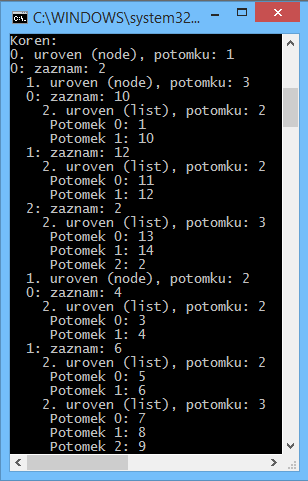 C:\WINDOWS\system32...
Koren:
0. uroven (node), potomku: 1
0: zaznam: 2
1. uroven (node), potomku: 3
0: zaznam: 10
2. uroven (list), potomku: 2
Potomek 0: 1
Potomek 1: 10
1: zaznam: 12
2. uroven (list), potomku: 2
Potomek 0: 11
Potomek 1: 12
2: zaznam: 2
2. uroven (list), potomku: 3
Potomek 0: 13
Potomek 1: 14
Potomek 2: 2
1. uroven (node), potomku: 2
0: zaznam: 4
2. uroven (list), potomku: 2
Potomek 0: 3
Potomek 1: 4
1: zaznam: 6
2. uroven (list), potomku: 2
Potomek 0: 5
Potomek 1: 6
2. uroven (list), potomku: 3
Potomek 0: 7
Potomek 1: 8
Potomek 2: 9